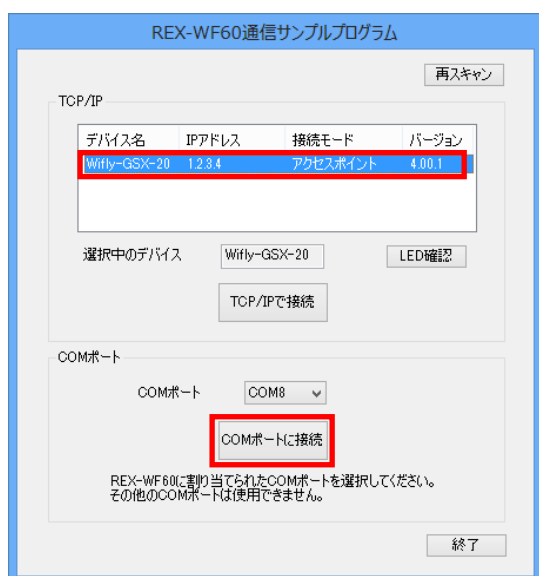 REX-WF60通信サンプルプログラム
再スキャン
TCP/IP
デバイス名 IPアドレス 接続モード バージョン
Wifly-GSX-20 1.2.3.4 アクセスポイント 4.00.1
選択中のデバイス Wifly-GSX-20 LED確認
TCP/IPで接続
COMポート
COMポート COM8
COMポートに接続
REX-WF60に割り当てられたCOMポートを選択してください。
その他のCOMポートは使用できません。
終了